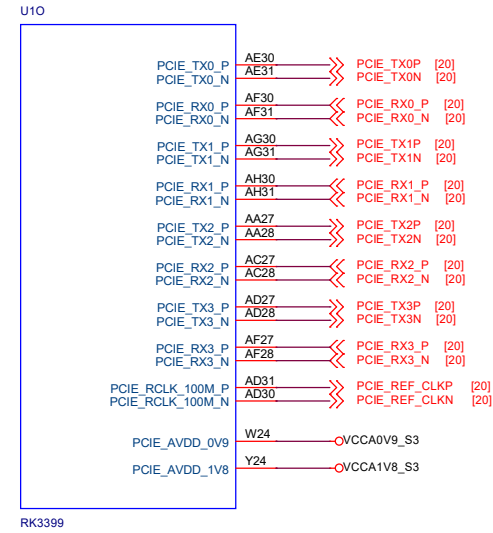 U1O
PCIE_TX0_P AE30 PCIE_TX0P [20]
PCIE_TX0_N AE31 PCIE_TX0N [20]
PCIE_RX0_P AF30 PCIE_RX0_P [20]
PCIE_RX0_N AF31 PCIE_RX0_N [20]
PCIE_TX1_P AG30 PCIE_TX1P [20]
PCIE_TX1_N AG31 PCIE_TX1N [20]
PCIE_RX1_P AH30 PCIE_RX1_P [20]
PCIE_RX1_N AH31 PCIE_RX1_N [20]
PCIE_TX2_P AA27 PCIE_TX2P [20]
PCIE_TX2_N AA28 PCIE_TX2N [20]
PCIE_RX2_P AC27 PCIE_RX2_P [20]
PCIE_RX2_N AC28 PCIE_RX2_N [20]
PCIE_TX3_P AD27 PCIE_TX3P [20]
PCIE_TX3_N AD28 PCIE_TX3N [20]
PCIE_RX3_P AF27 PCIE_RX3_P [20]
PCIE_RX3_N AF28 PCIE_RX3_N [20]
PCIE_RCLK_100M_P AD31 PCIE_REF_CLKP [20]
PCIE_RCLK_100M_N AD30 PCIE_REF_CLKN [20]
PCIE_AVDD_0V9 W24 VCCA0V9_S3
PCIE_AVDD_1V8 Y24 VCCA1V8_S3
RK3399